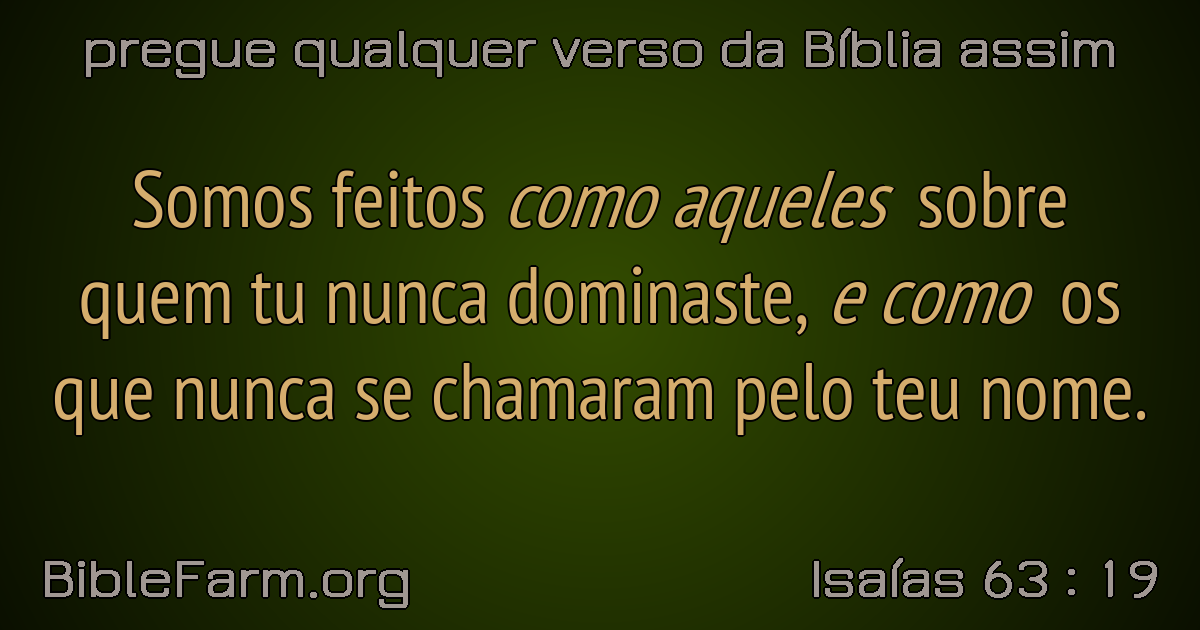 pregue qualquer verso da Bíblia assim
Somos feitos como aqueles sobre
quem tu nunca dominaste, e como os
que nunca se chamaram pelo teu nome.
BibleFarm.org
Isaías 63 : 19